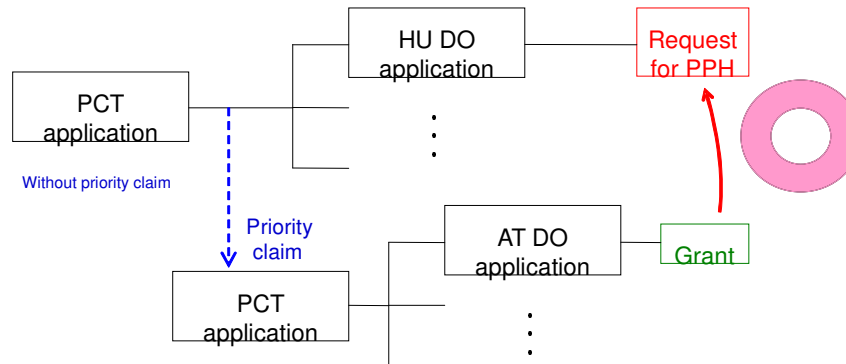 HU DO
application
Request
for PPH
PCT
application
Without priority claim
Priority
claim
AT DO
application
Grant
PCT
application